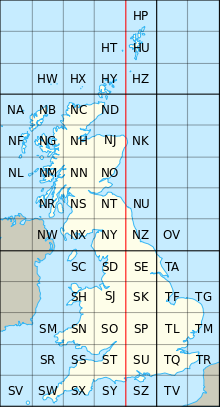 HP
HT HU
HW HX HY HZ
NA NB NC ND
NF NG NH NJ NK
NL NM NN NO
NR NS NT NU
NW NX NY NZ OV
SC SD SE TA
SH SJ SK TF TG
SM SN SO SP TL TM
SR SS ST SU TQ TR
SV SW SX SY SZ TV